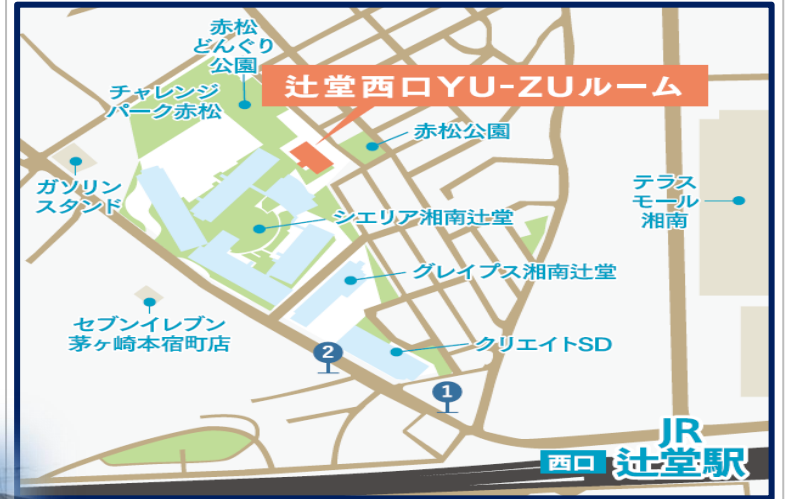 赤松
どんぐり
公園
チャレンジ
パーク赤松
辻堂西口YU-ZUルーム
赤松公園
ガソリン
スタンド
テラス
モール
湘南
シエリア湘南辻堂
グレイプス湘南辻堂
セブンイレブン
茅ヶ崎本宿町店
2
クリエイトSD
1
JR
西口 辻堂駅